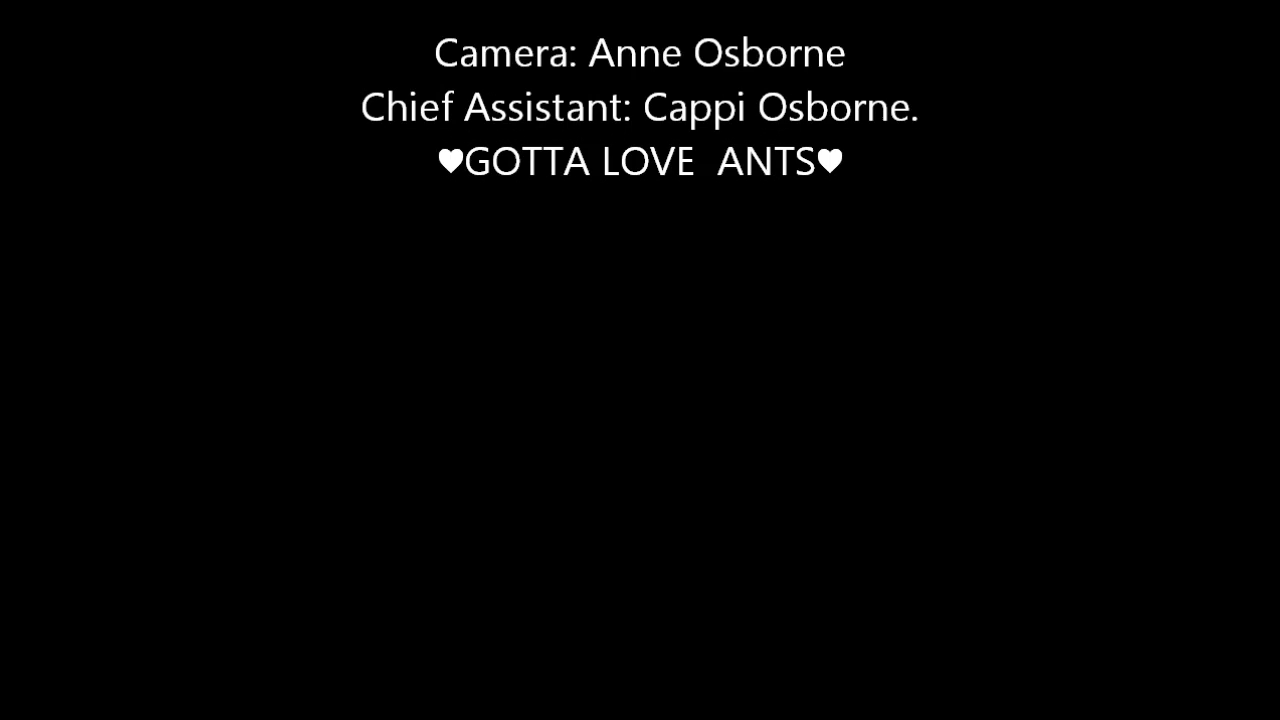 Camera: Anne Osborne
Chief Assistant: Cappi Osborne.
♥GOTTA LOVE  ANTS♥